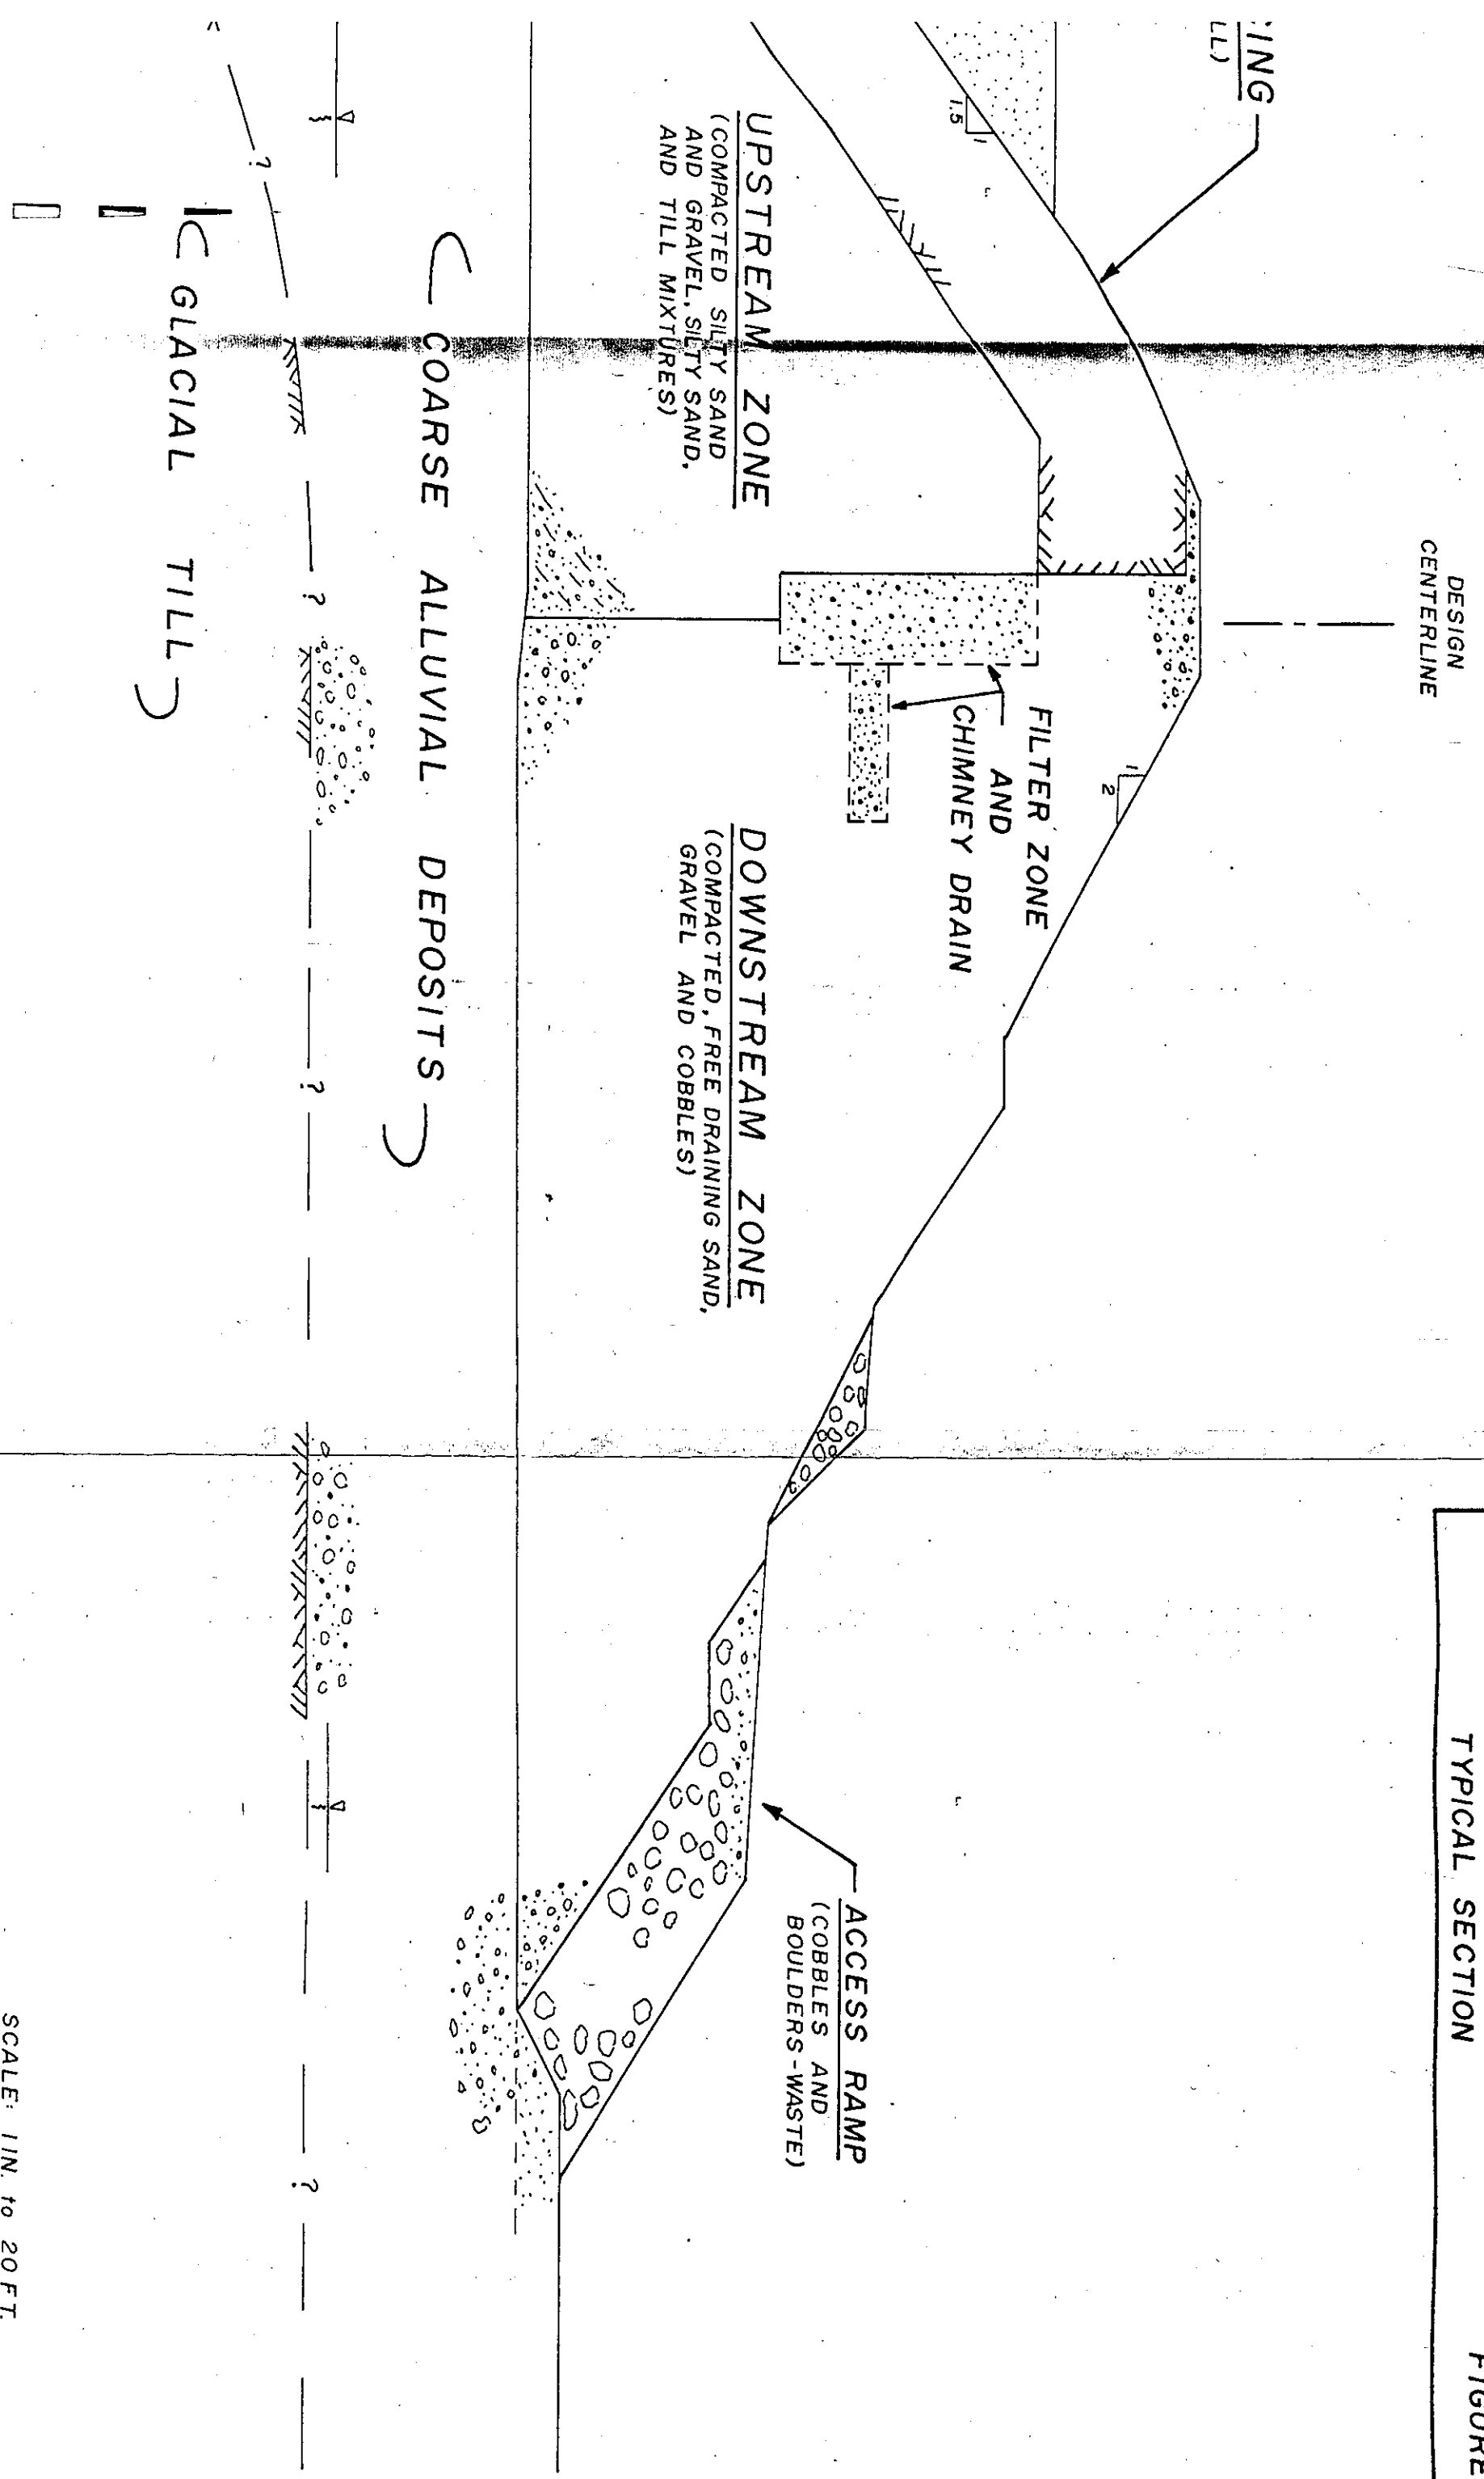 DESIGN
CENTERLINE
TYPICAL SECTION
FIGURE
1.5
1
1
2
FILTER ZONE
AND
CHIMNEY DRAIN
UPSTREAM ZONE
(COMPACTED SILTY SAND
AND GRAVEL, SILTY SAND,
AND TILL MIXTURES)
DOWNSTREAM ZONE
(COMPACTED, FREE DRAINING SAND,
GRAVEL AND COBBLES)
ACCESS RAMP
(COBBLES AND
BOULDERS-WASTE)
COARSE ALLUVIAL DEPOSITS
?
?
?
?
GLACIAL TILL
SCALE: 1 IN. to 20 FT.